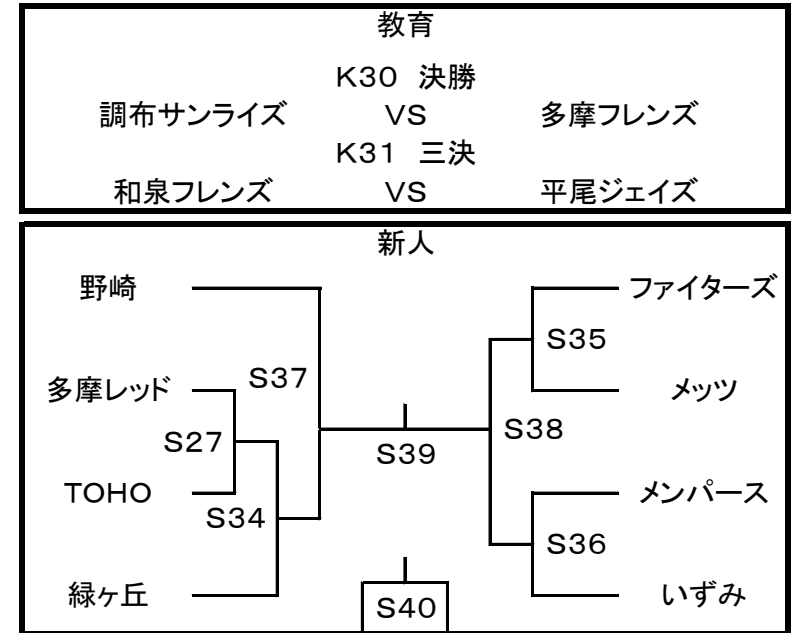 教育
K30 決勝
調布サンライズ VS 多摩フレンズ
K31 三決
和泉フレンズ VS 平尾ジェイズ
新人
野崎 ファイターズ
S35
多摩レッド S37 メッツ
S27 S39 S38
TOHO メンパース
S34 S36
緑ヶ丘 いずみ
S40